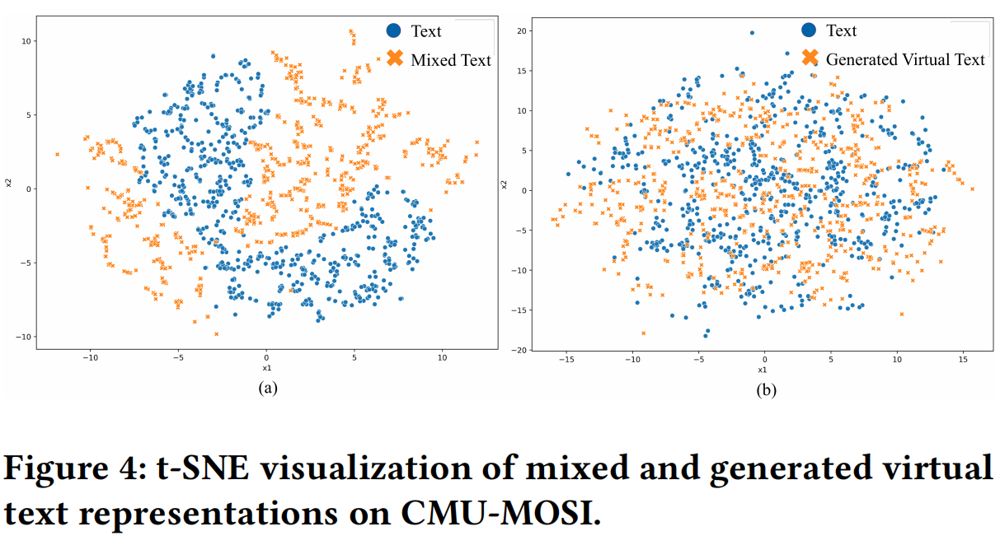 Text
Mixed Text
10
5
0
−5
−10
x2
−10 −5 0 5 10
x1
(a)
Text
Generated Virtual Text
20
15
10
5
0
−5
−10
−15
−20
x2
−15 −10 −5 0 5 10 15
x1
(b)
Figure 4: t-SNE visualization of mixed and generated virtual
text representations on CMU-MOSI.